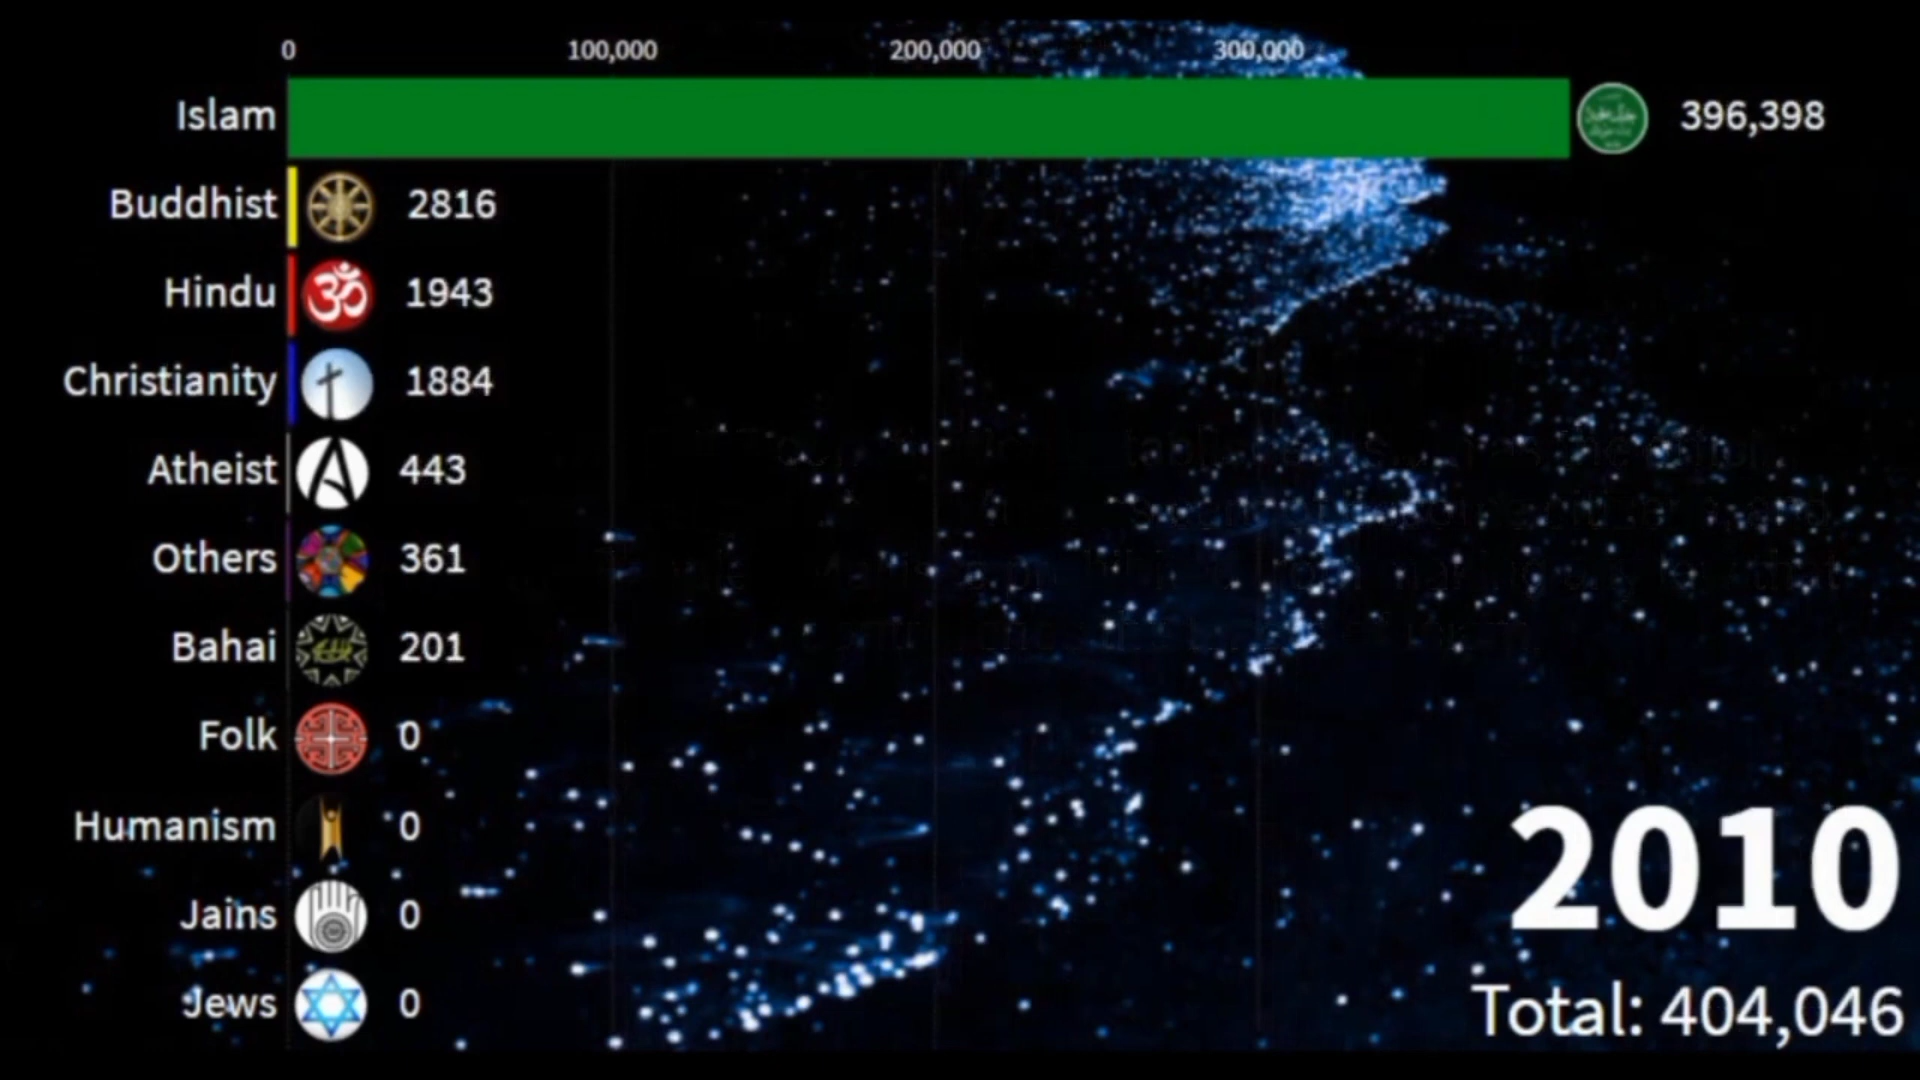 0 100,000 200,000 300,000
Islam 396,398
Buddhist 2816
Hindu 1943
Christianity 1884
Atheist 443
Others 361
Bahai 201
Folk 0
Humanism 0
Jains 0
Jews 0
2010
Total: 404,046